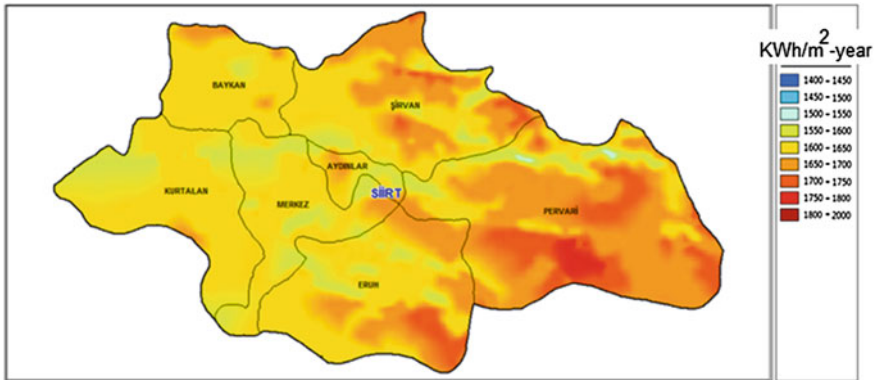 BAYKAN
ŞİRVAN
AYDINLAR
KURTALAN
SİİRT
MERKEZ
PERVARİ
ERUH
KWh/m²-year
1400 - 1450
1450 - 1500
1500 - 1550
1550 - 1600
1600 - 1650
1650 - 1700
1700 - 1750
1750 - 1800
1800 - 2000